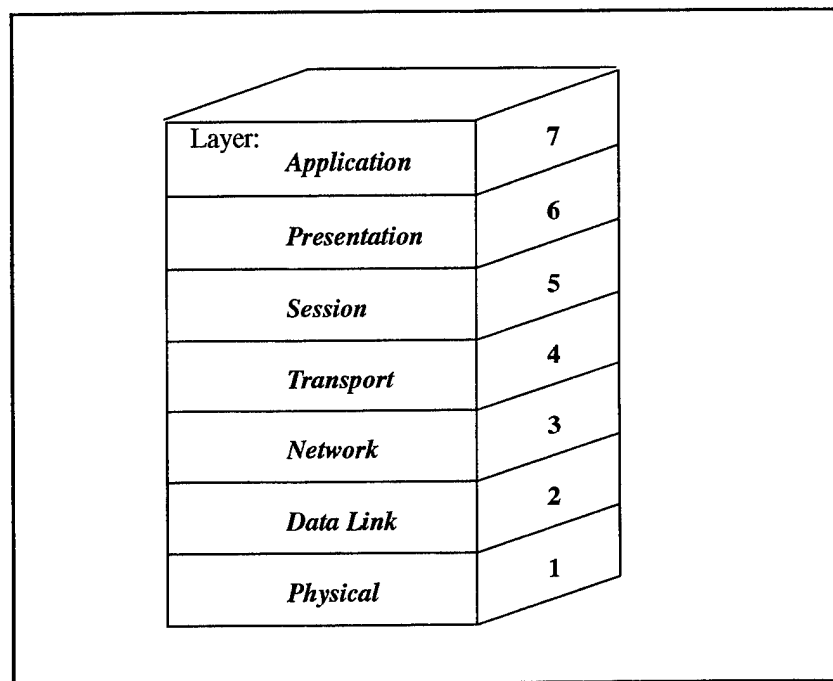 Layer:
Application 7
Presentation 6
Session 5
Transport 4
Network 3
Data Link 2
Physical 1